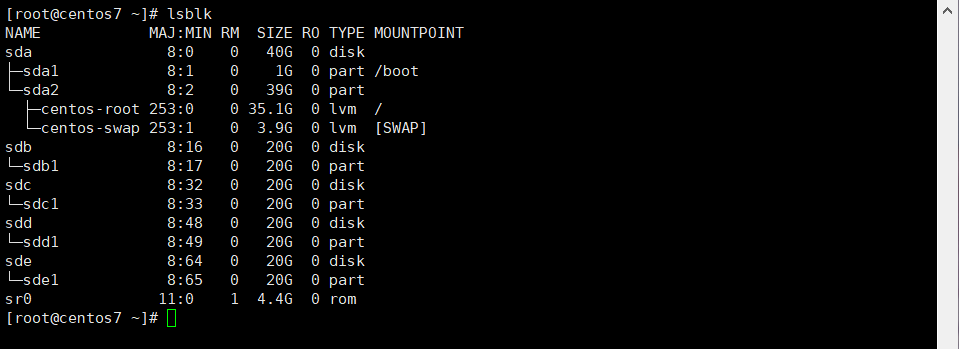 [root@centos7 ~]# lsblk
NAME            MAJ:MIN RM  SIZE RO TYPE MOUNTPOINT
sda               8:0    0   40G  0 disk
├─sda1            8:1    0    1G  0 part /boot
└─sda2            8:2    0   39G  0 part
  ├─centos-root 253:0    0 35.1G  0 lvm  /
  └─centos-swap 253:1    0  3.9G  0 lvm  [SWAP]
sdb               8:16   0   20G  0 disk
└─sdb1            8:17   0   20G  0 part
sdc               8:32   0   20G  0 disk
└─sdc1            8:33   0   20G  0 part
sdd               8:48   0   20G  0 disk
└─sdd1            8:49   0   20G  0 part
sde               8:64   0   20G  0 disk
└─sde1            8:65   0   20G  0 part
sr0              11:0    1  4.4G  0 rom
[root@centos7 ~]#